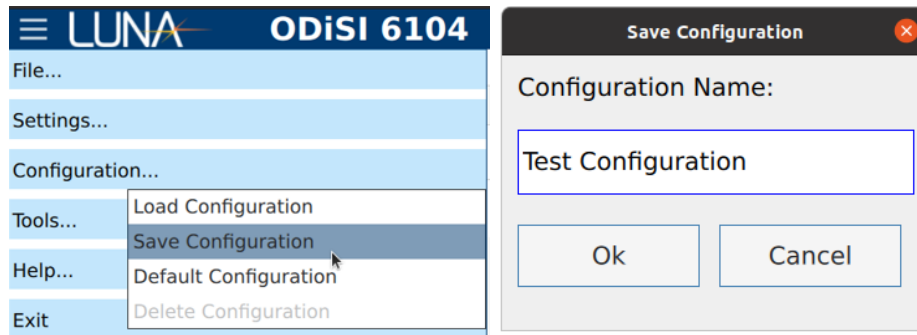 LUNA ODiSI 6104
File...
Settings...
Configuration...
Load Configuration
Save Configuration
Default Configuration
Delete Configuration
Tools...
Help...
Exit
Save Configuration
Configuration Name:
Test Configuration
Ok Cancel